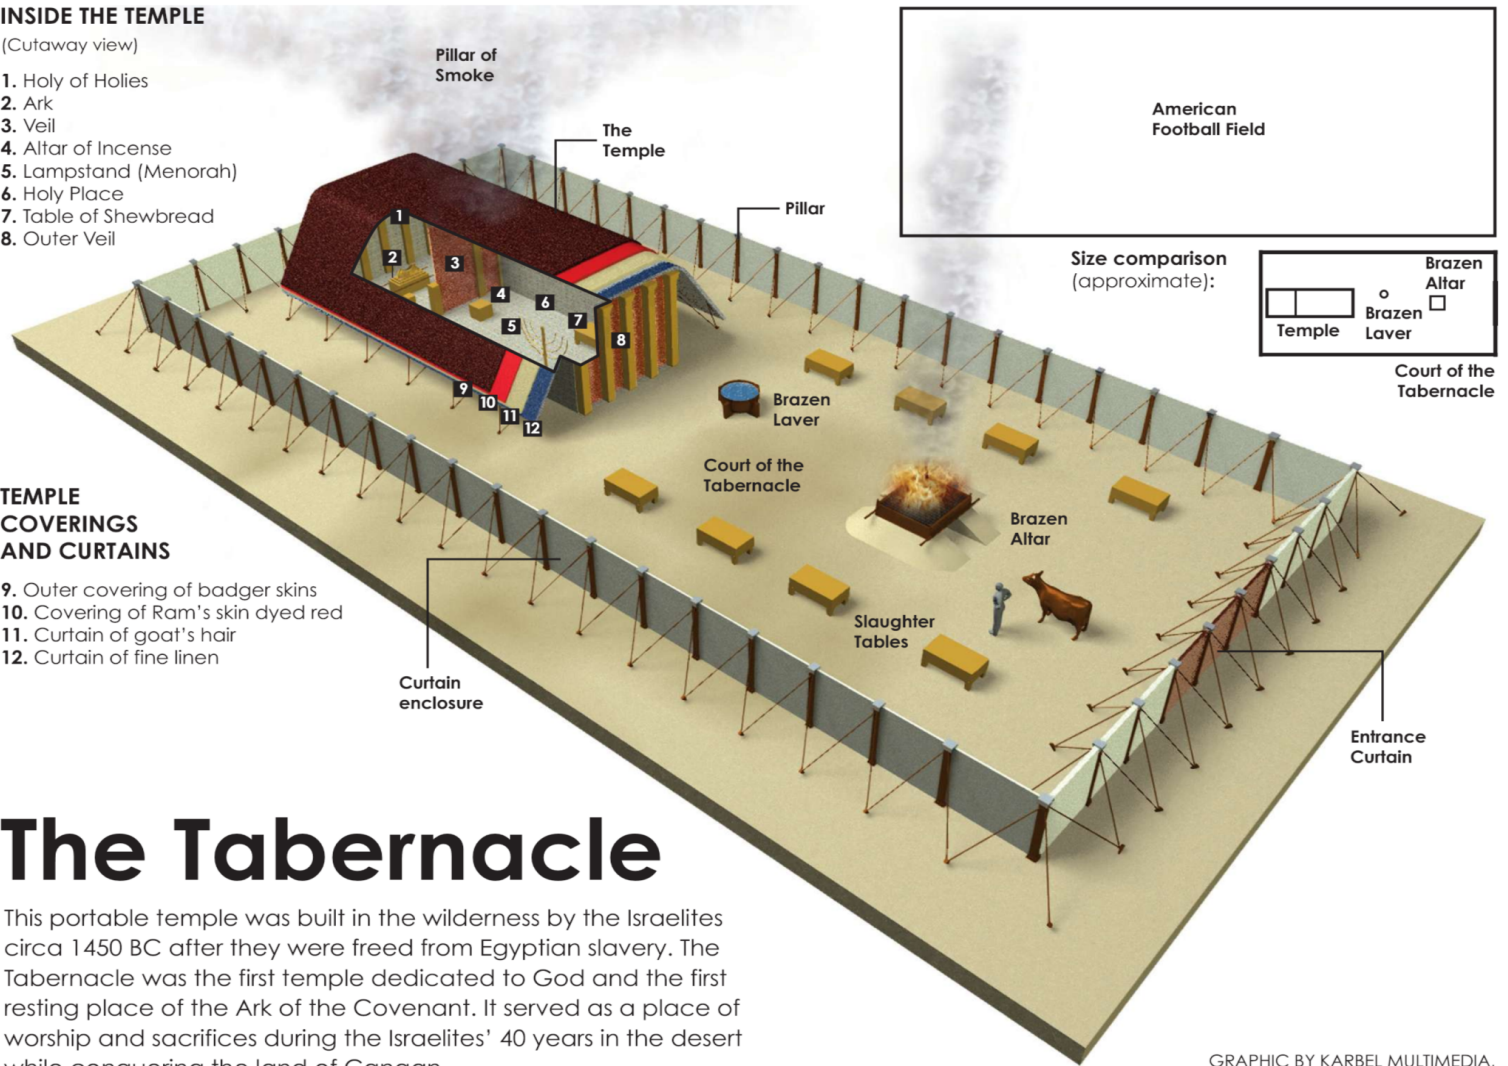 INSIDE THE TEMPLE
(Cutaway view)
1. Holy of Holies
2. Ark
3. Veil
4. Altar of Incense
5. Lampstand (Menorah)
6. Holy Place
7. Table of Shewbread
8. Outer Veil
Pillar of
Smoke
The
Temple
Pillar
American
Football Field
Size comparison
(approximate):
Brazen
Altar
Temple
Brazen
Laver
Court of the
Tabernacle
1
2
3
4
5
6
7
8
9
10
11
12
Brazen
Laver
Court of the
Tabernacle
Brazen
Altar
Slaughter
Tables
TEMPLE
COVERINGS
AND CURTAINS
9. Outer covering of badger skins
10. Covering of Ram's skin dyed red
11. Curtain of goat's hair
12. Curtain of fine linen
Curtain
enclosure
Entrance
Curtain
The Tabernacle
This portable temple was built in the wilderness by the Israelites
circa 1450 BC after they were freed from Egyptian slavery. The
Tabernacle was the first temple dedicated to God and the first
resting place of the Ark of the Covenant. It served as a place of
worship and sacrifices during the Israelites' 40 years in the desert
while conquering the land of Canaan.
GRAPHIC BY KARBEL MULTIMEDIA.